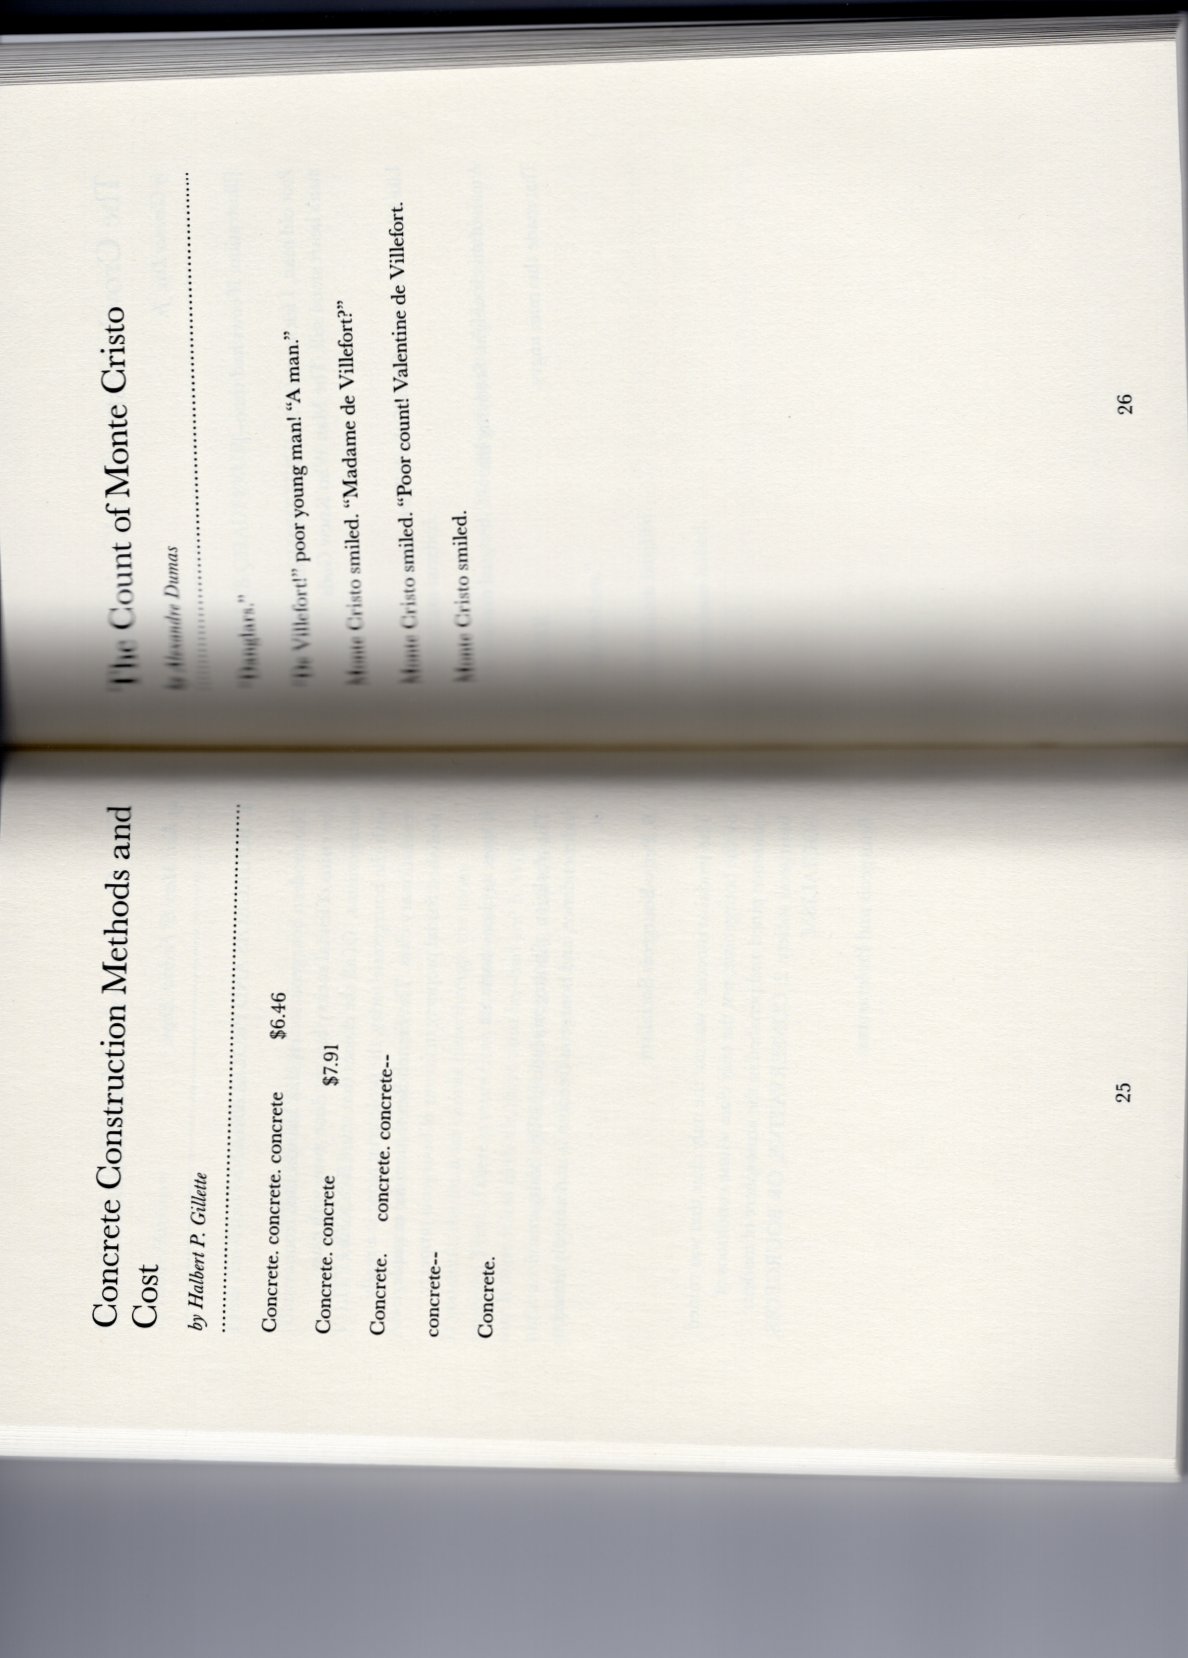 Concrete Construction Methods and
Cost
by Halbert P. Gillette
Concrete. concrete. concrete $6.46
Concrete. concrete $7.91
Concrete. concrete. concrete--
concrete--
Concrete.
25
The Count of Monte Cristo
by Alexandre Dumas
“Danglars.”
“De Villefort!” poor young man! “A man.”
Monte Cristo smiled. “Madame de Villefort?”
Monte Cristo smiled. “Poor count! Valentine de Villefort.
Monte Cristo smiled.
26